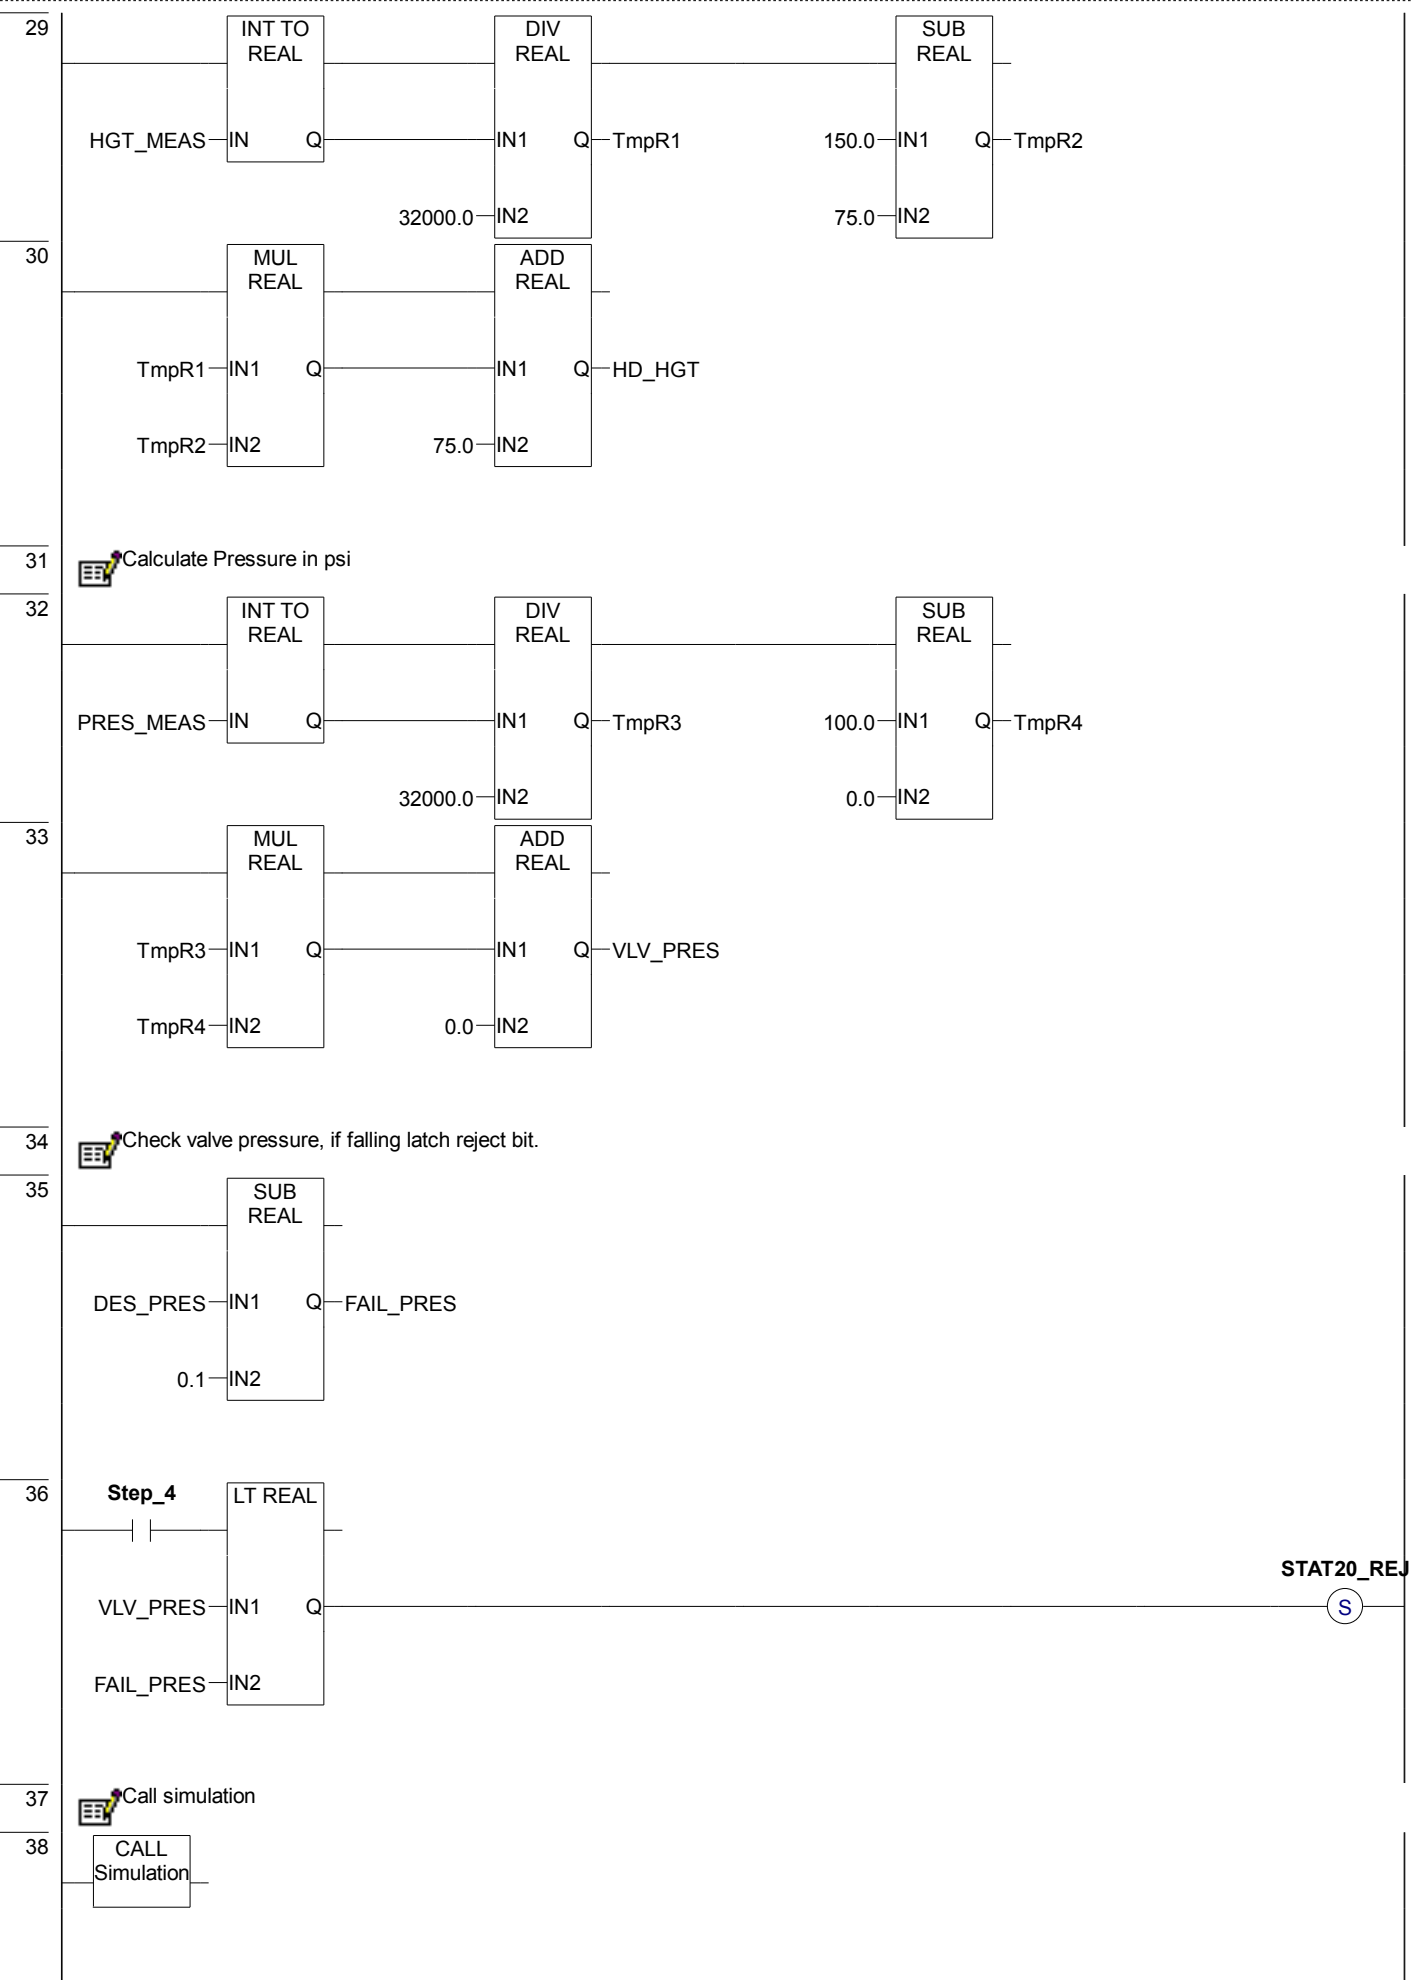 29
INT TO
REAL
DIV
REAL
SUB
REAL
HGT_MEAS IN Q IN1 Q TmpR1 150.0 IN1 Q TmpR2
32000.0 IN2 75.0 IN2
30
MUL
REAL
ADD
REAL
TmpR1 IN1 Q IN1 Q HD_HGT
TmpR2 IN2 75.0 IN2
31 Calculate Pressure in psi
32
INT TO
REAL
DIV
REAL
SUB
REAL
PRES_MEAS IN Q IN1 Q TmpR3 100.0 IN1 Q TmpR4
32000.0 IN2 0.0 IN2
33
MUL
REAL
ADD
REAL
TmpR3 IN1 Q IN1 Q VLV_PRES
TmpR4 IN2 0.0 IN2
34 Check valve pressure, if falling latch reject bit.
35
SUB
REAL
DES_PRES IN1 Q FAIL_PRES
0.1 IN2
36 Step_4 LT REAL
STAT20_REJ
VLV_PRES IN1 Q S
FAIL_PRES IN2
37 Call simulation
38
CALL
Simulation